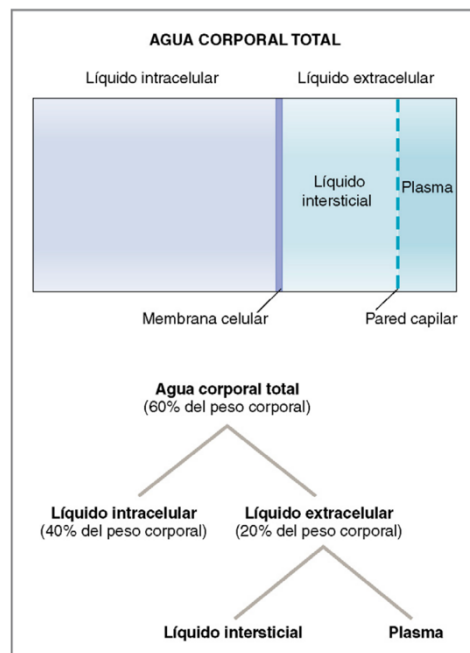 AGUA CORPORAL TOTAL
Líquido intracelular
Líquido extracelular
Líquido
intersticial
Plasma
Membrana celular
Pared capilar
Agua corporal total
(60% del peso corporal)
Líquido intracelular
(40% del peso corporal)
Líquido extracelular
(20% del peso corporal)
Líquido intersticial
Plasma